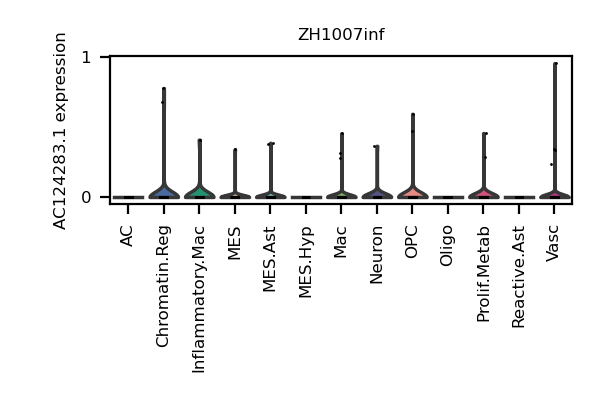 ZH1007inf
AC124283.1 expression
1
0
AC
Chromatin.Reg
Inflammatory.Mac
MES
MES.Ast
MES.Hyp
Mac
Neuron
OPC
Oligo
Prolif.Metab
Reactive.Ast
Vasc